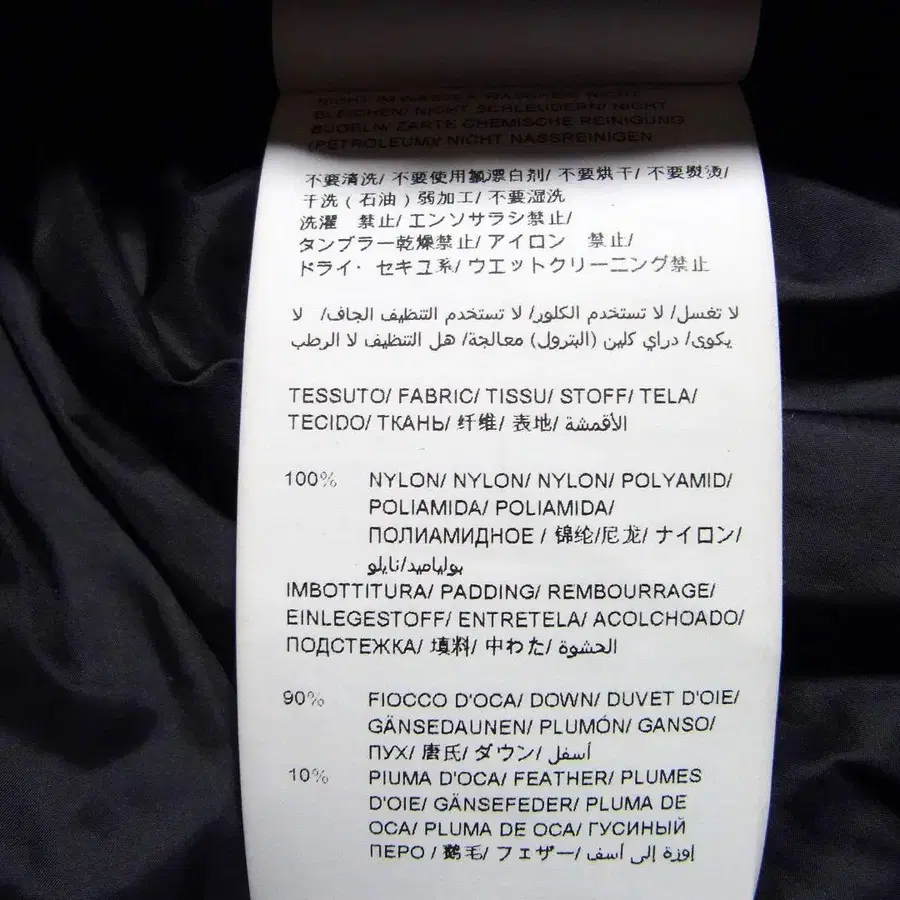 NICHT IM WASSER WASCHEN/ NICHT
BLEICHEN/ NICHT SCHLEUDERN/ NICHT
BÜGELN/ ZARTE CHEMISCHE REINIGUNG
(PETROLEUM)/ NICHT NASSREINIGEN
不要清洗/ 不要使用氯漂白剂/ 不要烘干/ 不要熨烫/
干洗（石油）弱加工/ 不要湿洗
洗濯 禁止/ エンソサラシ禁止/
タンブラー乾燥禁止/ アイロン 禁止/
ドライ・セキユ系/ ウエットクリーニング禁止
لا تغسل/ لا تستخدم الكلور/ لا تستخدم التنظيف الجاف/ لا
يكوى/ دراي كلين (البترول) معالجة/ هل التنظيف لا الرطب
TESSUTO/ FABRIC/ TISSU/ STOFF/ TELA/
TECIDO/ ТКАНЬ/ 纤维/ 表地/ الأقمشة
100% NYLON/ NYLON/ NYLON/ POLYAMID/
POLIAMIDA/ POLIAMIDA/
ПОЛИАМИДНОЕ / 锦纶/尼龙/ ナイロン/
بولياميد/نايلو
IMBOTTITURA/ PADDING/ REMBOURRAGE/
EINLEGESTOFF/ ENTRETELA/ ACOLCHOADO/
ПОДСТЕЖКА/ 填料/ 中わた/ الحشوة
90% FIOCCO D'OCA/ DOWN/ DUVET D'OIE/
GÄNSEDAUNEN/ PLUMÓN/ GANSO/
ПУХ/ 唐氏/ ダウン/ أسفل
10% PIUMA D'OCA/ FEATHER/ PLUMES
D'OIE/ GÄNSEFEDER/ PLUMA DE
OCA/ PLUMA DE OCA/ ГУСИНЫЙ
ПЕРО / 鹅毛/ フェザー/ إوزة إلى أسف